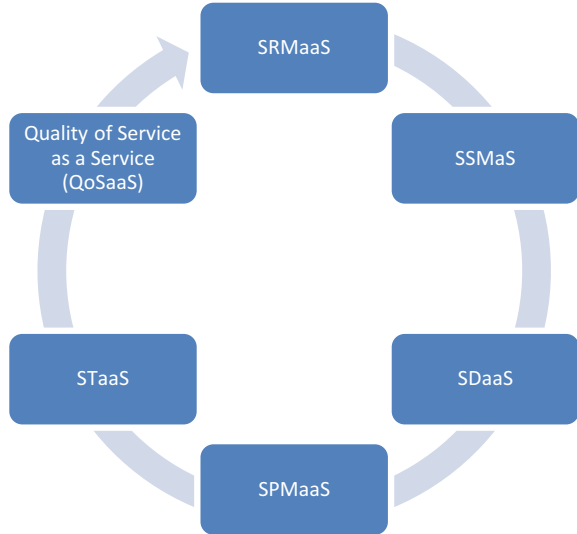 SRMaaS
SSMaS
SDaaS
SPMaaS
STaaS
Quality of Service
as a Service
(QoSaaS)